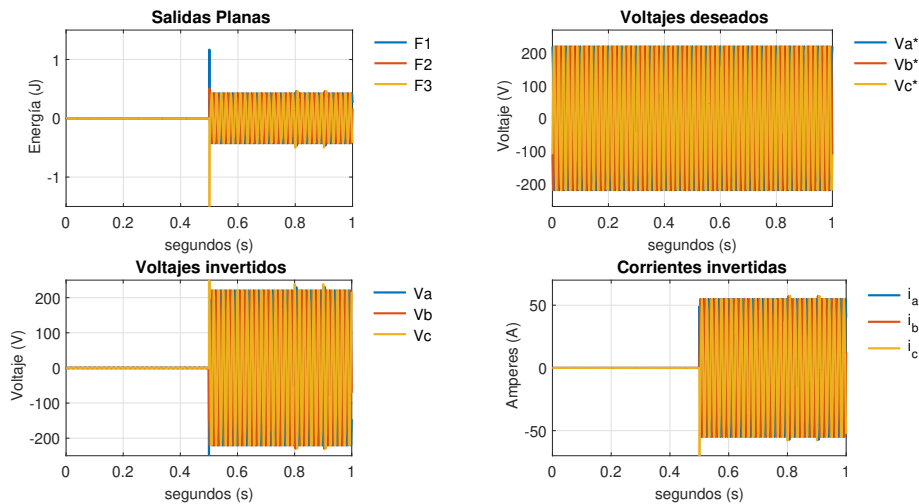 Salidas Planas
F1
F2
F3
Energía (J)
1
0
-1
0 0.2 0.4 0.6 0.8 1
segundos (s)
Voltajes deseados
Va*
Vb*
Vc*
Voltaje (V)
200
100
0
-100
-200
0 0.2 0.4 0.6 0.8 1
segundos (s)
Voltajes invertidos
Va
Vb
Vc
Voltaje (V)
200
100
0
-100
-200
0 0.2 0.4 0.6 0.8 1
segundos (s)
Corrientes invertidas
i_a
i_b
i_c
Amperes (A)
50
0
-50
0 0.2 0.4 0.6 0.8 1
segundos (s)